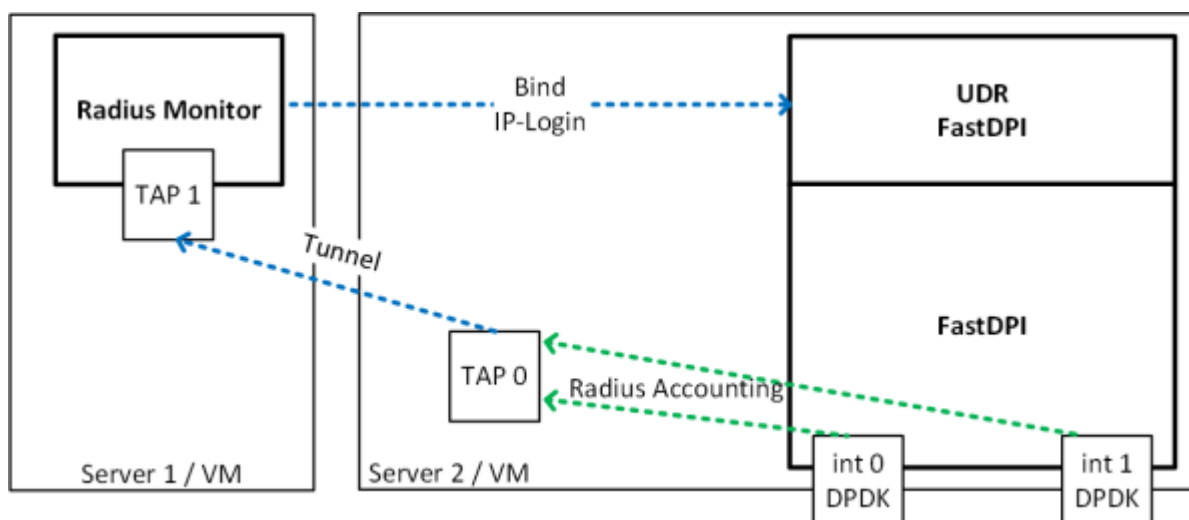 Radius Monitor
TAP 1
Bind
IP-Login
UDR
FastDPI
Tunnel
FastDPI
TAP 0
Radius Accounting
int 0
DPDK
int 1
DPDK
Server 1 / VM
Server 2 / VM